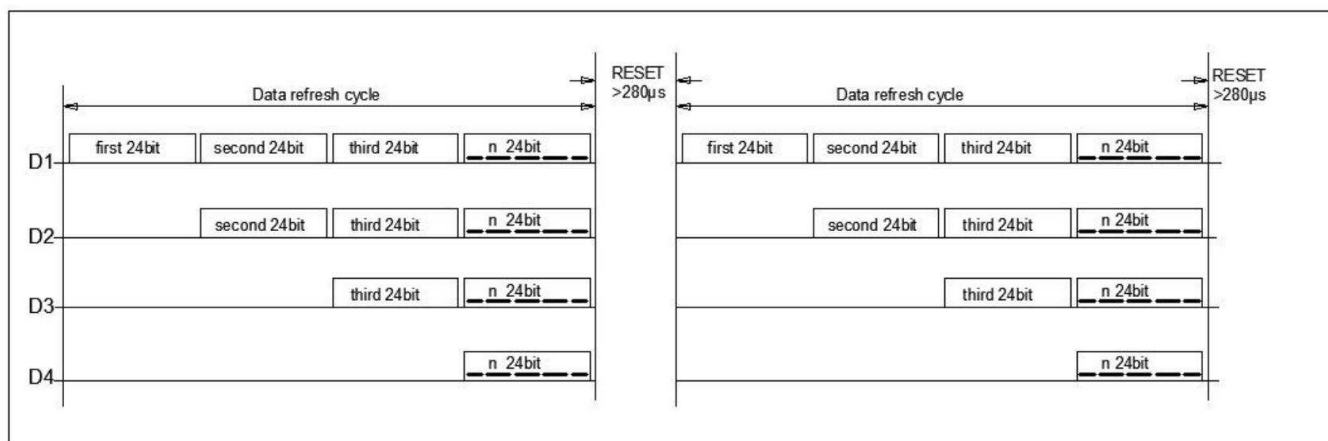 RESET
>280µs
RESET
>280µs
Data refresh cycle
Data refresh cycle
D1 first 24bit second 24bit third 24bit n 24bit first 24bit second 24bit third 24bit n 24bit
D2 second 24bit third 24bit n 24bit second 24bit third 24bit n 24bit
D3 third 24bit n 24bit third 24bit n 24bit
D4 n 24bit n 24bit